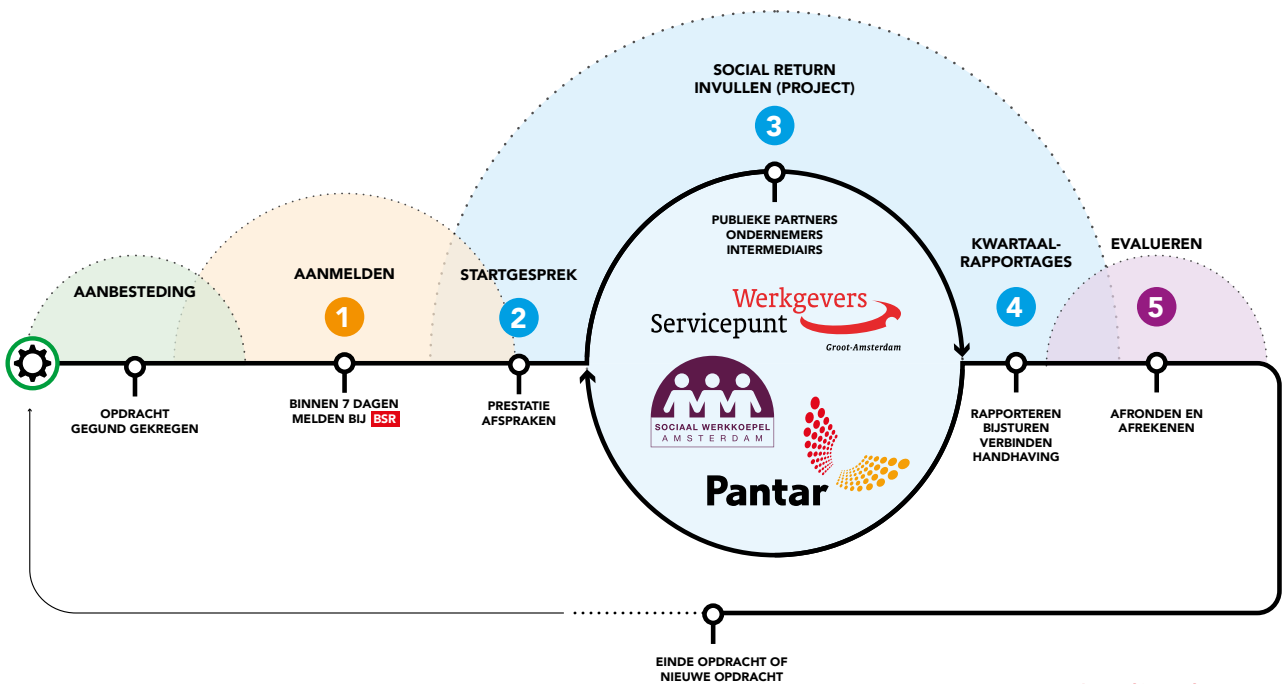 AANBESTEDING
OPDRACHT
GEGUND GEKREGEN
AANMELDEN
1
BINNEN 7 DAGEN
MELDEN BIJ BSR
STARTGESPREK
2
PRESTATIE
AFSPRAKEN
SOCIAL RETURN
INVULLEN (PROJECT)
3
PUBLIEKE PARTNERS
ONDERNEMERS
INTERMEDIAIRS
Werkgevers
Servicepunt
Groot-Amsterdam
SOCIAAL WERKKOEPEL
AMSTERDAM
Pantar
KWARTAAL-
RAPPORTAGES
4
RAPPORTEREN
BIJSTUREN
VERBINDEN
HANDHAVING
EVALUEREN
5
AFRONDEN EN
AFREKENEN
EINDE OPDRACHT OF
NIEUWE OPDRACHT